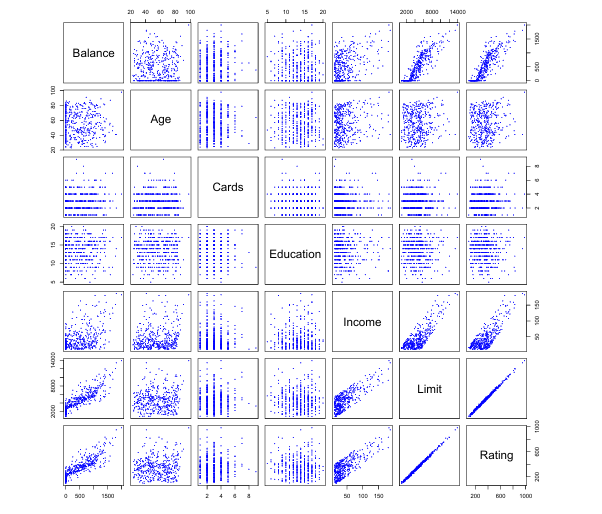 20 40 60 80 100 5 10 15 20 2000 8000 14000
Balance
0 500 1500
Age
20 40 60 80 100
Cards
2 4 6 8
Education
5 10 15 20
Income
50 100 150
Limit
2000 8000 14000
Rating
200 600 1000
0 500 1500 2 4 6 8 50 100 150 200 600 1000